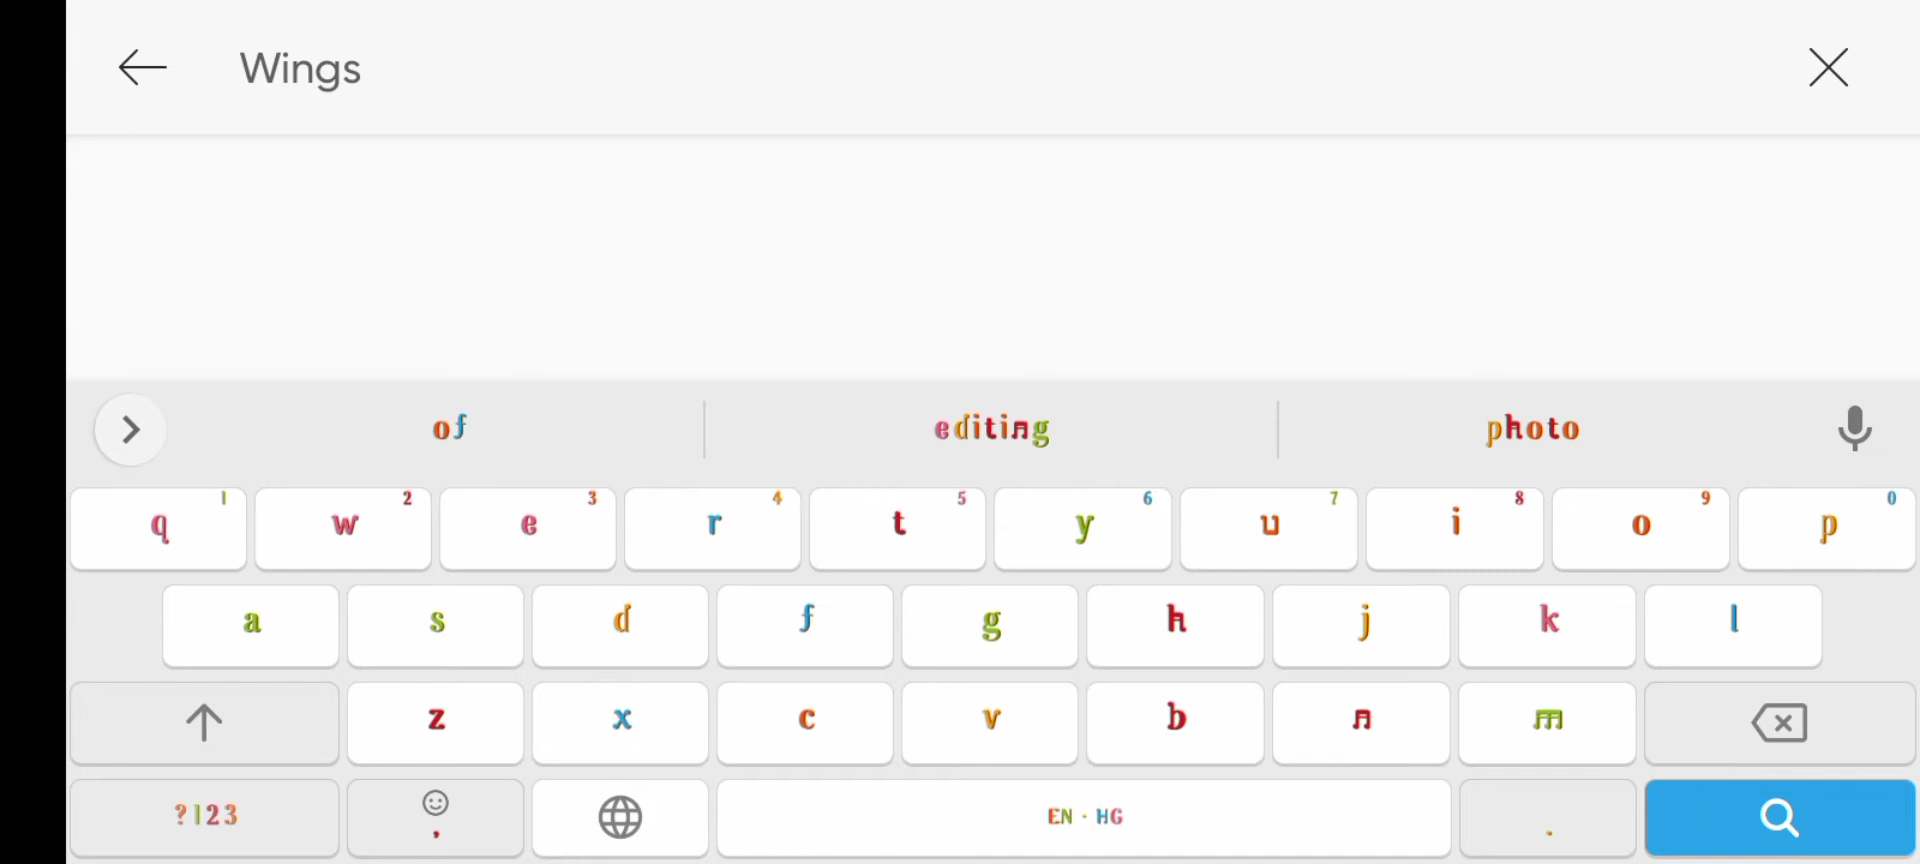 Wings
of editing photo
q 1 w 2 e 3 r 4 t 5 y 6 u 7 i 8 o 9 p 0
a s d f g h j k l
z x c v b n m
?123 , EN · HG .